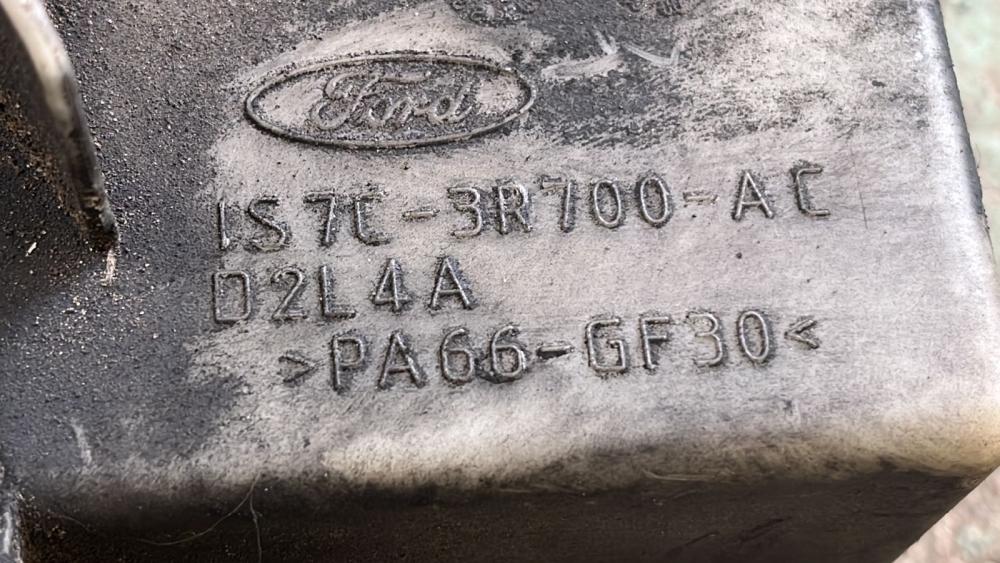 Ford
1S7C-3R700-AC
D2L4A
>PA66-GF30<